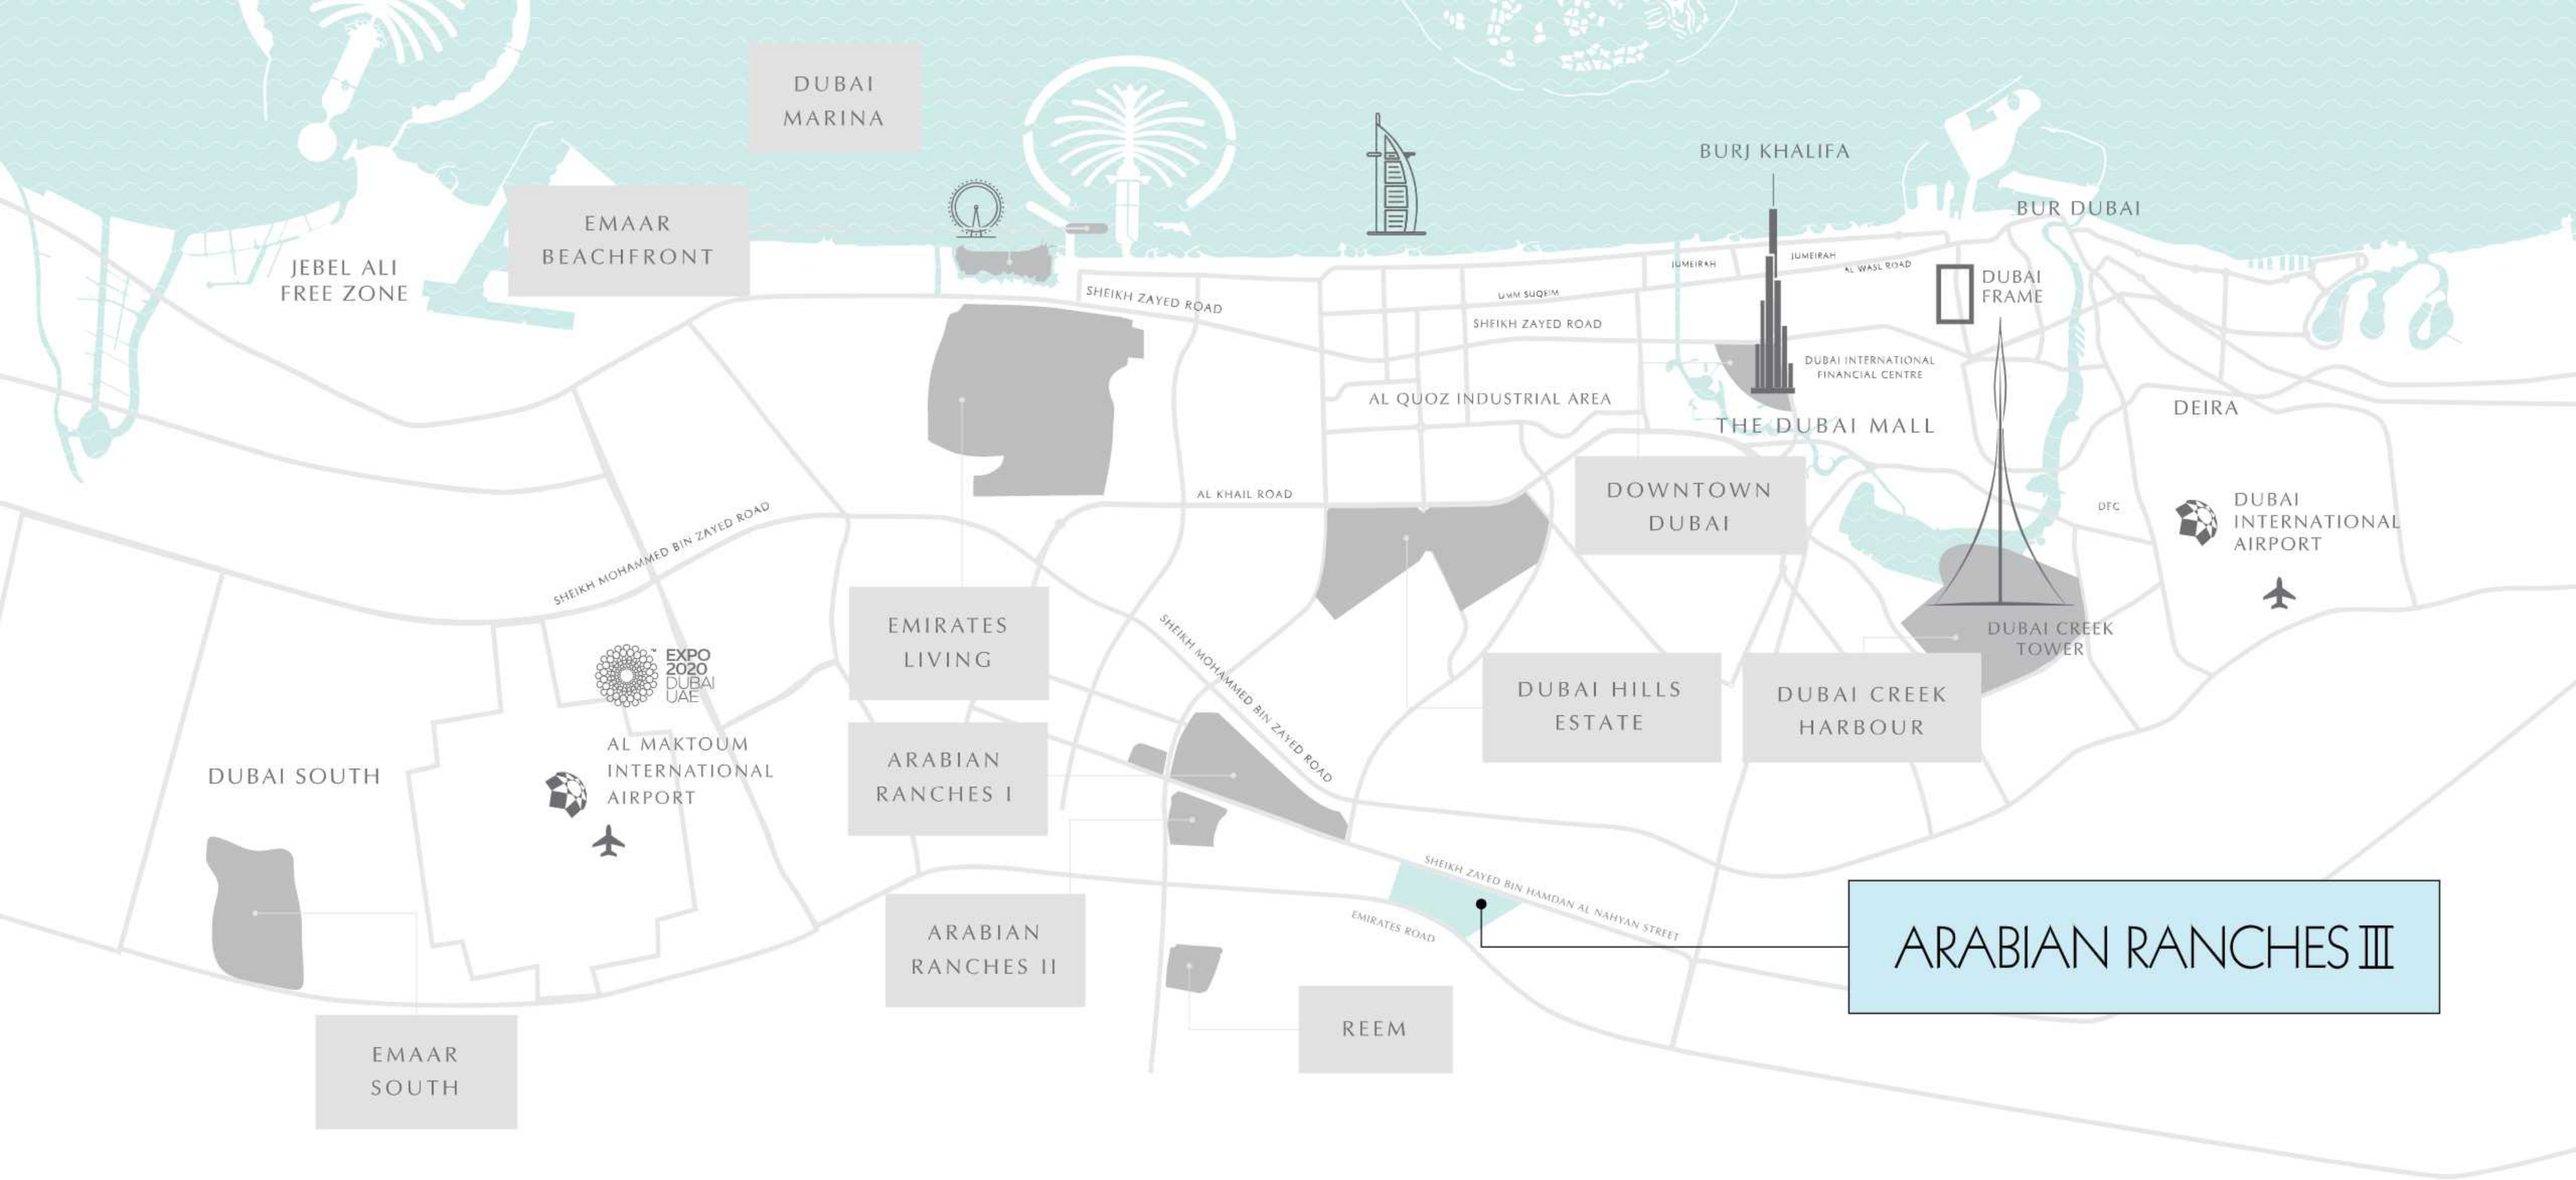 DUBAI
MARINA
BURJ KHALIFA
BUR DUBAI
EMAAR
BEACHFRONT
JEBEL ALI
FREE ZONE
JUMEIRAH
JUMEIRAH
AL WASL ROAD
DUBAI
FRAME
SHEIKH ZAYED ROAD
UMM SUQEIM
SHEIKH ZAYED ROAD
DUBAI INTERNATIONAL
FINANCIAL CENTRE
AL QUOZ INDUSTRIAL AREA
THE DUBAI MALL
DEIRA
DOWNTOWN
DUBAI
AL KHAIL ROAD
DFC
DUBAI
INTERNATIONAL
AIRPORT
SHEIKH MOHAMMED BIN ZAYED ROAD
EMIRATES
LIVING
SHEIKH MOHAMMED BIN ZAYED ROAD
DUBAI CREEK
TOWER
EXPO
2020
DUBAI
UAE
DUBAI HILLS
ESTATE
DUBAI CREEK
HARBOUR
AL MAKTOUM
INTERNATIONAL
AIRPORT
DUBAI SOUTH
ARABIAN
RANCHES I
SHEIKH ZAYED BIN HAMDAN AL NAHYAN STREET
EMIRATES ROAD
ARABIAN
RANCHES II
ARABIAN RANCHES III
REEM
EMAAR
SOUTH